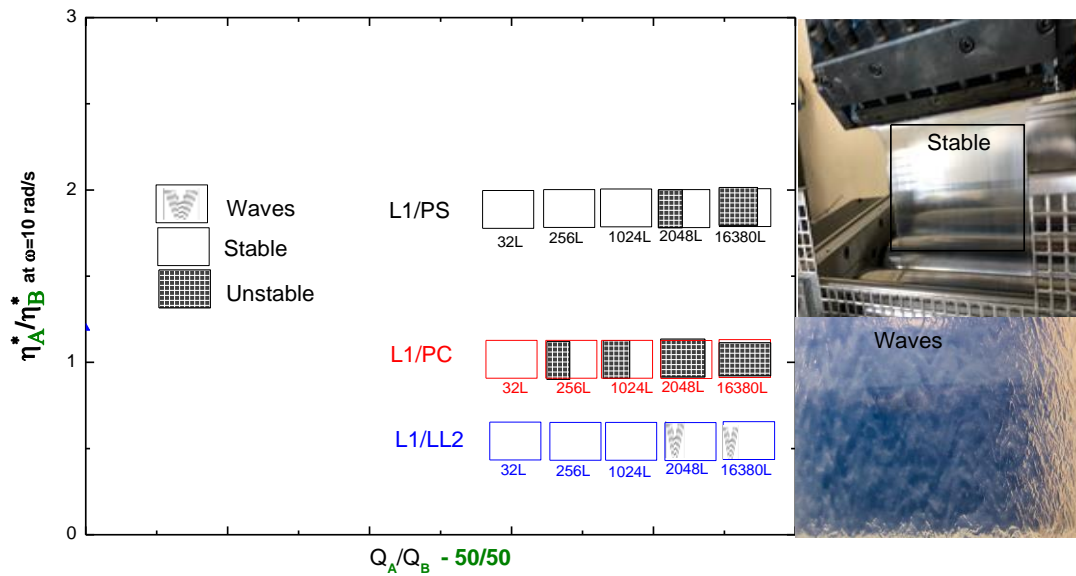 3
2
1
0
η*A/η*B at ω=10 rad/s
Waves
Stable
Unstable
L1/PS
32L 256L 1024L 2048L 16380L
L1/PC
32L 256L 1024L 2048L 16380L
L1/LL2
32L 256L 1024L 2048L 16380L
QA/QB - 50/50
Stable
Waves